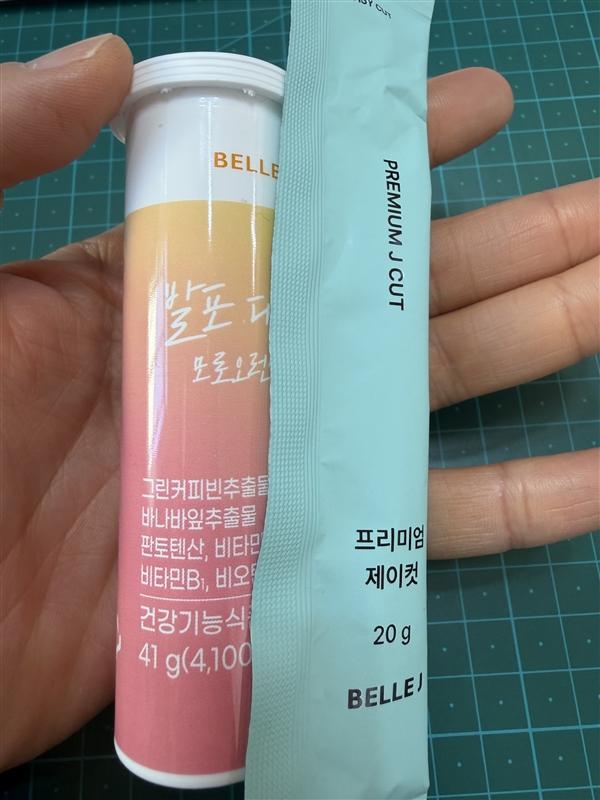 BELLE
발포
모로오렌
그린커피빈추출물
바나바잎추출물
판토텐산, 비타민
비타민B₁, 비오틴
건강기능식
41 g(4,100
CUT
PREMIUM J CUT
프리미엄
제이컷
20 g
BELLE J